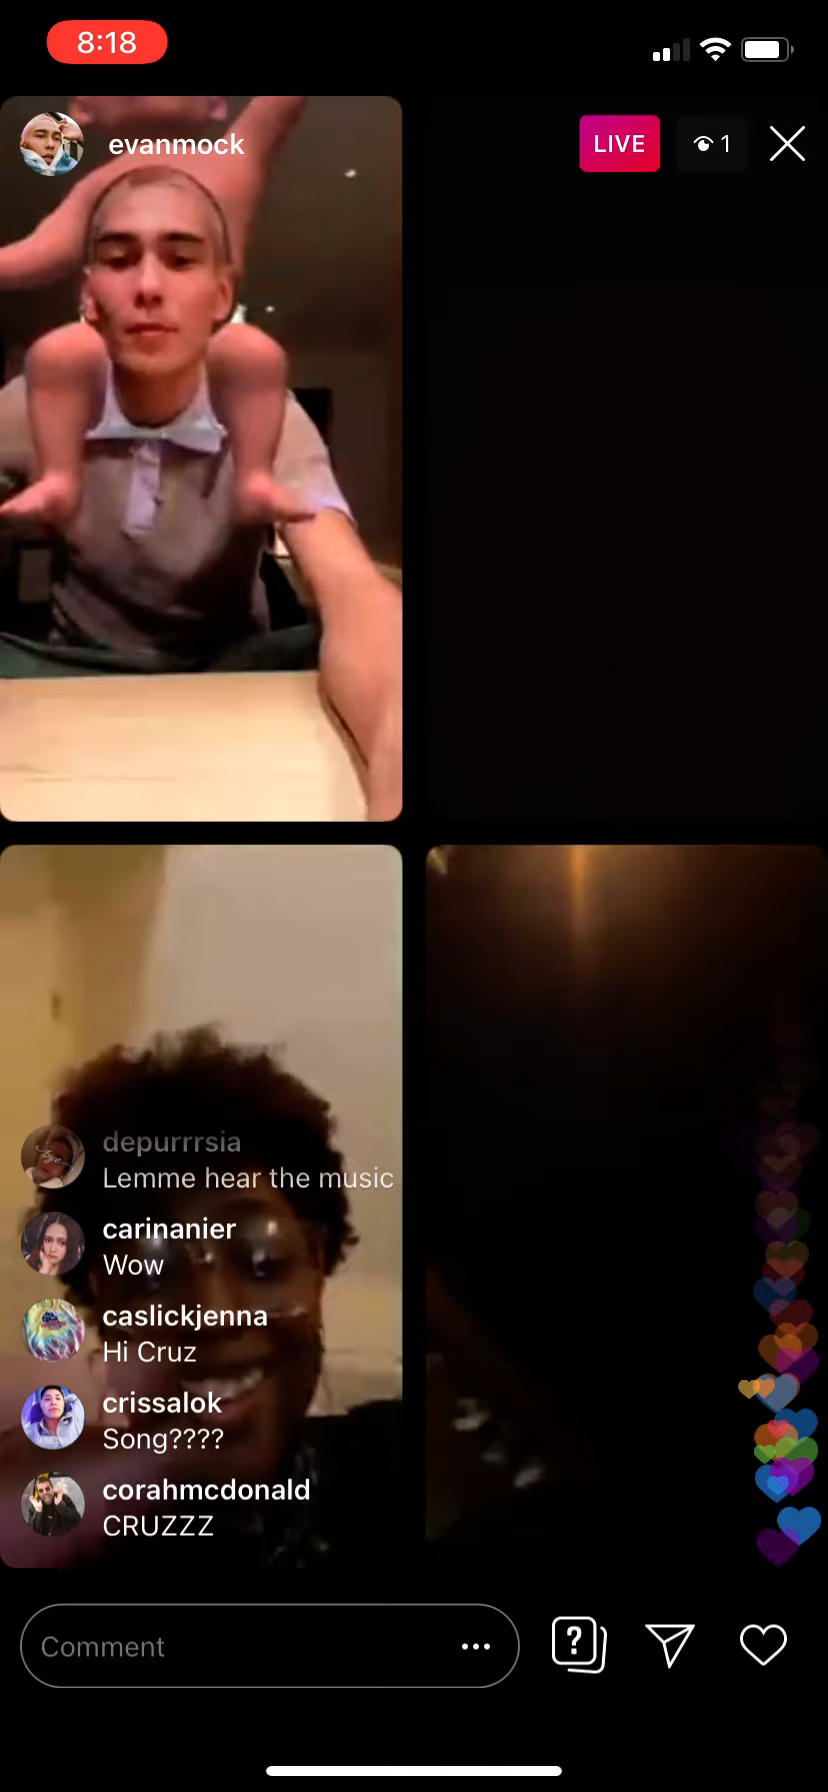 8:18
evanmock
LIVE
1
depurrrsia
Lemme hear the music
carinanier
Wow
caslickjenna
Hi Cruz
crissalok
Song????
corahmcdonald
CRUZZZ
Comment
?